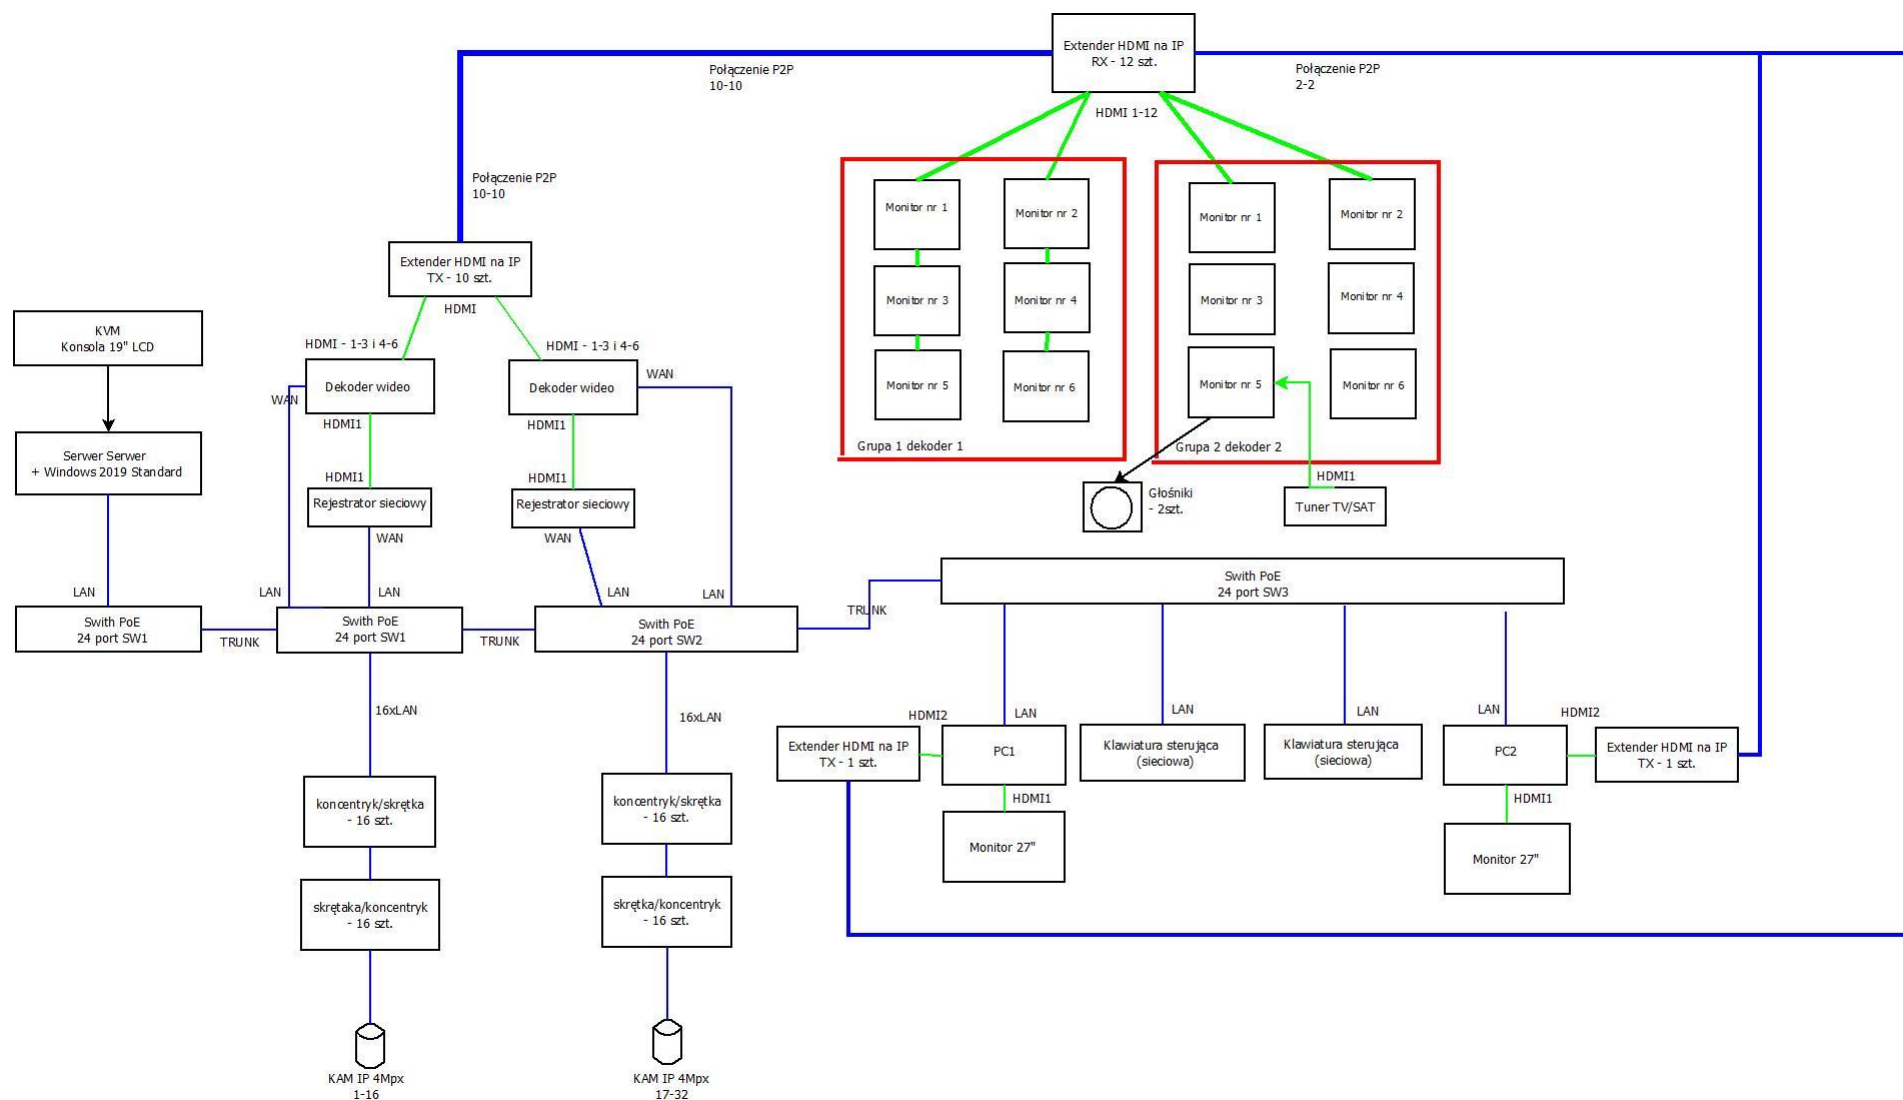 Extender HDMI na IP
RX - 12 szt.
Połączenie P2P
10-10
Połączenie P2P
2-2
HDMI 1-12
Połączenie P2P
10-10
Monitor nr 1
Monitor nr 2
Monitor nr 3
Monitor nr 4
Monitor nr 5
Monitor nr 6
Grupa 1 dekoder 1
Monitor nr 1
Monitor nr 2
Monitor nr 3
Monitor nr 4
Monitor nr 5
Monitor nr 6
Grupa 2 dekoder 2
HDMI1
Tuner TV/SAT
Głośniki
- 2szt.
Extender HDMI na IP
TX - 10 szt.
HDMI
KVM
Konsola 19" LCD
HDMI - 1-3 i 4-6
HDMI - 1-3 i 4-6
Dekoder wideo
WAN
Dekoder wideo
WAN
HDMI1
HDMI1
Serwer Serwer
+ Windows 2019 Standard
HDMI1
HDMI1
Rejestrator sieciowy
Rejestrator sieciowy
WAN
WAN
LAN
LAN
LAN
LAN
LAN
Swith PoE
24 port SW1
TRUNK
Swith PoE
24 port SW1
TRUNK
Swith PoE
24 port SW2
TRUNK
Swith PoE
24 port SW3
16xLAN
16xLAN
HDMI2
LAN
LAN
LAN
LAN
HDMI2
Extender HDMI na IP
TX - 1 szt.
PC1
Klawiatura sterująca
(sieciowa)
Klawiatura sterująca
(sieciowa)
PC2
Extender HDMI na IP
TX - 1 szt.
HDMI1
HDMI1
Monitor 27"
Monitor 27"
koncentryk/skrętka
- 16 szt.
koncentryk/skrętka
- 16 szt.
skrętaka/koncentryk
- 16 szt.
skrętka/koncentryk
- 16 szt.
KAM IP 4Mpx
1-16
KAM IP 4Mpx
17-32